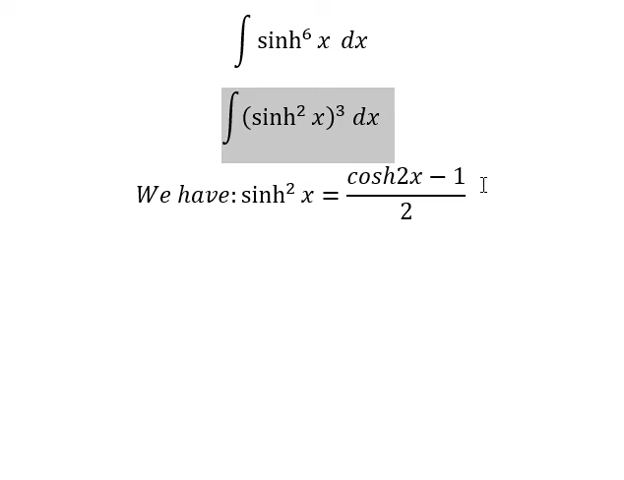 ∫ sinh⁶ x dx
∫ (sinh² x)³ dx
We have: sinh² x = (cosh2x − 1)/2